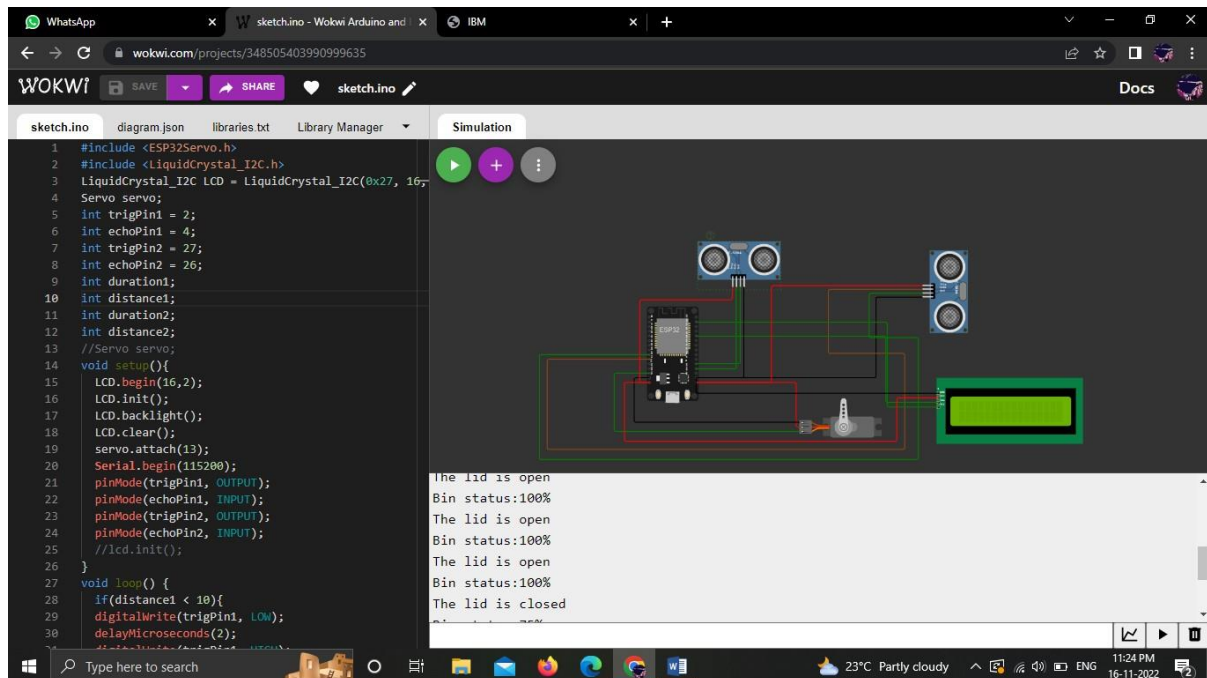 WhatsApp
sketch.ino - Wokwi Arduino and
IBM
wokwi.com/projects/348505403990999635
WOKWi
SAVE
SHARE
sketch.ino
Docs
sketch.ino diagram.json libraries.txt Library Manager
Simulation
1 #include <ESP32Servo.h>
2 #include <LiquidCrystal_I2C.h>
3 LiquidCrystal_I2C LCD = LiquidCrystal_I2C(0x27, 16,
4 Servo servo;
5 int trigPin1 = 2;
6 int echoPin1 = 4;
7 int trigPin2 = 27;
8 int echoPin2 = 26;
9 int duration1;
10 int distance1;
11 int duration2;
12 int distance2;
13 //Servo servo;
14 void setup(){
15 LCD.begin(16,2);
16 LCD.init();
17 LCD.backlight();
18 LCD.clear();
19 servo.attach(13);
20 Serial.begin(115200);
21 pinMode(trigPin1, OUTPUT);
22 pinMode(echoPin1, INPUT);
23 pinMode(trigPin2, OUTPUT);
24 pinMode(echoPin2, INPUT);
25 //lcd.init();
26 }
27 void loop() {
28 if(distance1 < 10){
29 digitalWrite(trigPin1, LOW);
30 delayMicroseconds(2);
ESP32
The lid is open
Bin status:100%
The lid is open
Bin status:100%
The lid is open
Bin status:100%
The lid is closed
Type here to search
23°C Partly cloudy
ENG
11:24 PM
16-11-2022
2